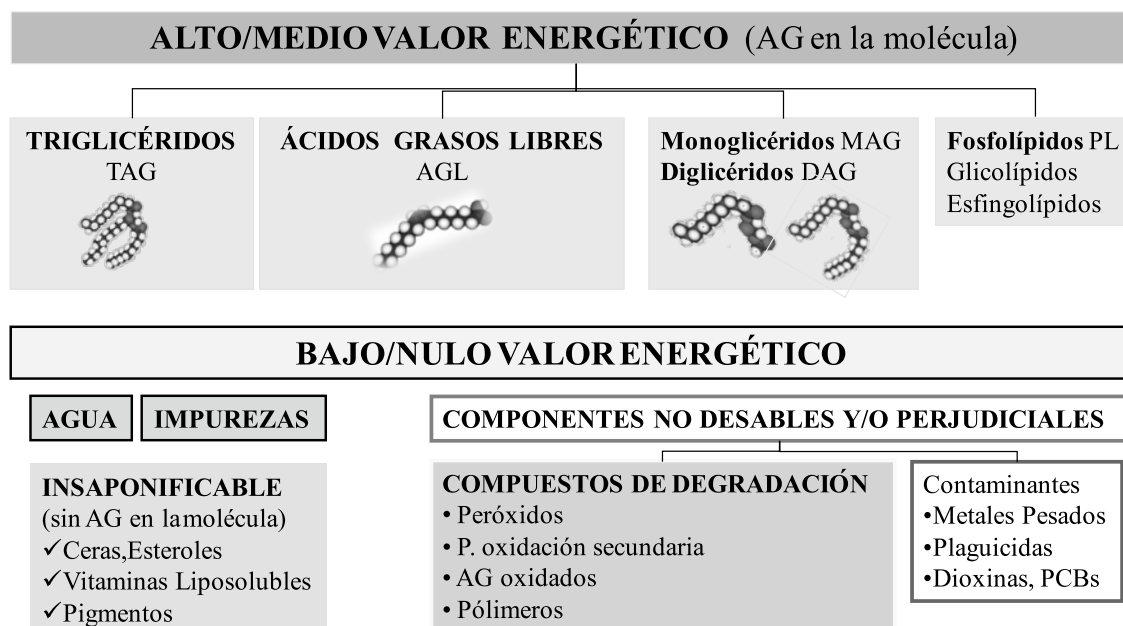 ALTO/MEDIO VALOR ENERGÉTICO (AG en la molécula)
TRIGLICÉRIDOS
TAG
ÁCIDOS GRASOS LIBRES
AGL
Monoglicéridos MAG
Diglicéridos DAG
Fosfolípidos PL
Glicolípidos
Esfingolípidos
BAJO/NULO VALOR ENERGÉTICO
AGUA
IMPUREZAS
INSAPONIFICABLE
(sin AG en la molécula)
✓Ceras,Esteroles
✓Vitaminas Liposolubles
✓Pigmentos
COMPONENTES NO DESABLES Y/O PERJUDICIALES
COMPUESTOS DE DEGRADACIÓN
• Peróxidos
• P. oxidación secundaria
• AG oxidados
• Pólimeros
Contaminantes
•Metales Pesados
•Plaguicidas
•Dioxinas, PCBs